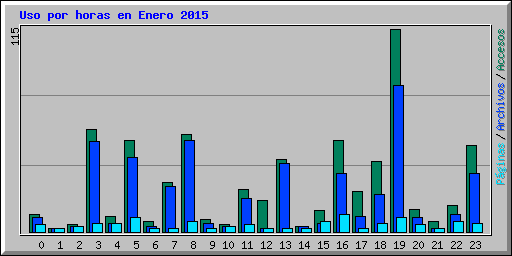 Uso por horas en Enero 2015
115
Páginas / Archivos / Accesos
0 1 2 3 4 5 6 7 8 9 10 11 12 13 14 15 16 17 18 19 20 21 22 23